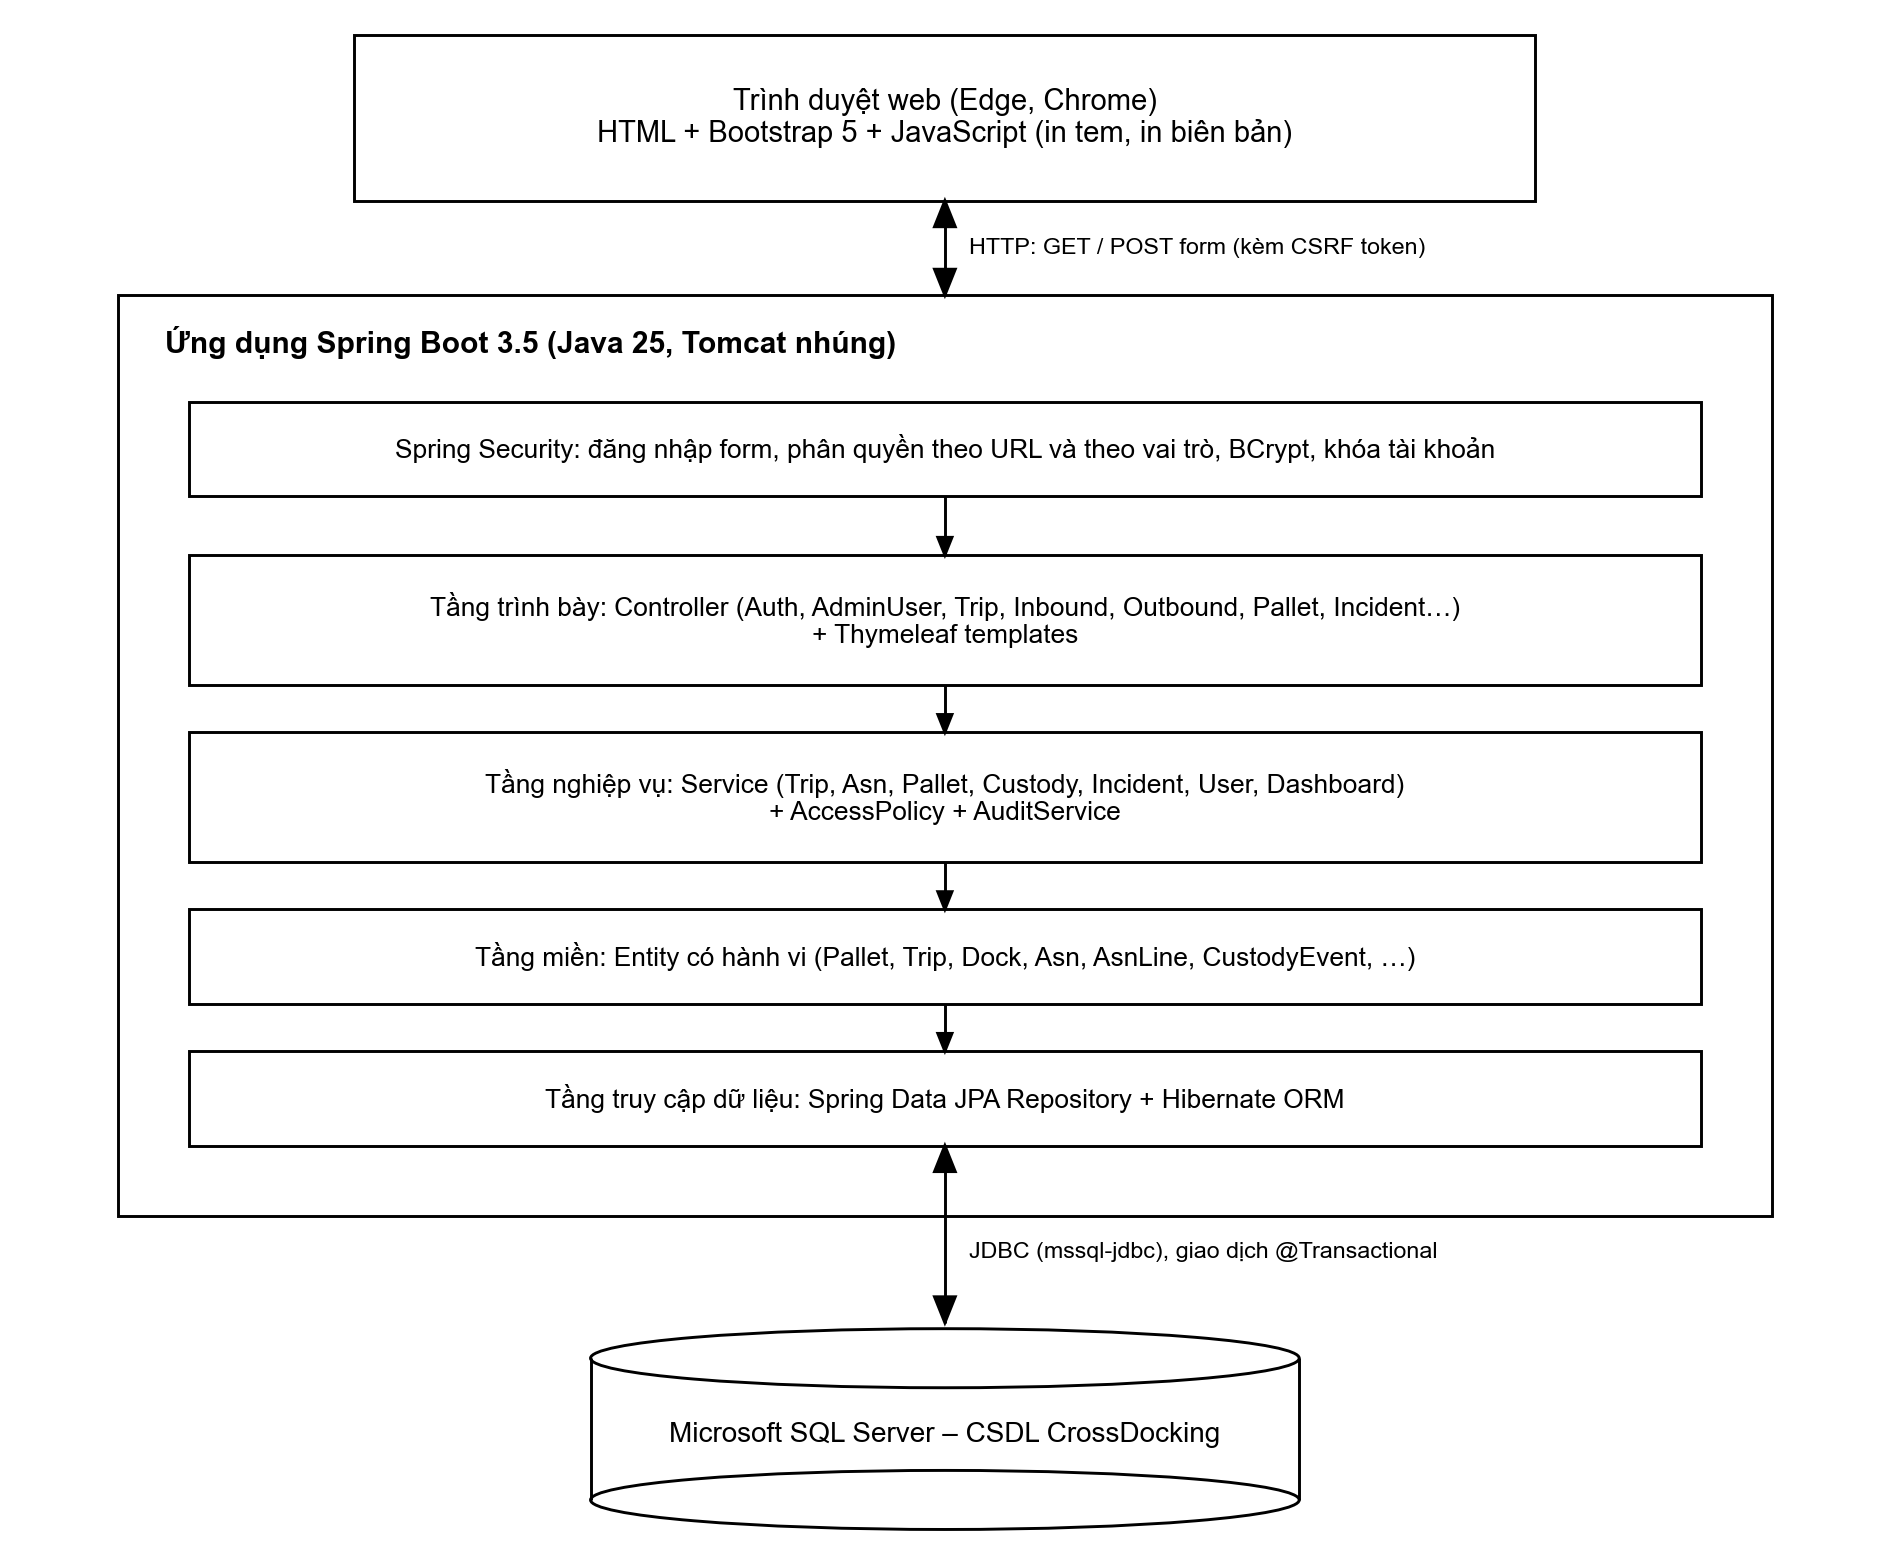 Trình duyệt web (Edge, Chrome)
HTML + Bootstrap 5 + JavaScript (in tem, in biên bản)
HTTP: GET / POST form (kèm CSRF token)
Ứng dụng Spring Boot 3.5 (Java 25, Tomcat nhúng)
Spring Security: đăng nhập form, phân quyền theo URL và theo vai trò, BCrypt, khóa tài khoản
Tầng trình bày: Controller (Auth, AdminUser, Trip, Inbound, Outbound, Pallet, Incident…)
+ Thymeleaf templates
Tầng nghiệp vụ: Service (Trip, Asn, Pallet, Custody, Incident, User, Dashboard)
+ AccessPolicy + AuditService
Tầng miền: Entity có hành vi (Pallet, Trip, Dock, Asn, AsnLine, CustodyEvent, …)
Tầng truy cập dữ liệu: Spring Data JPA Repository + Hibernate ORM
JDBC (mssql-jdbc), giao dịch @Transactional
Microsoft SQL Server – CSDL CrossDocking